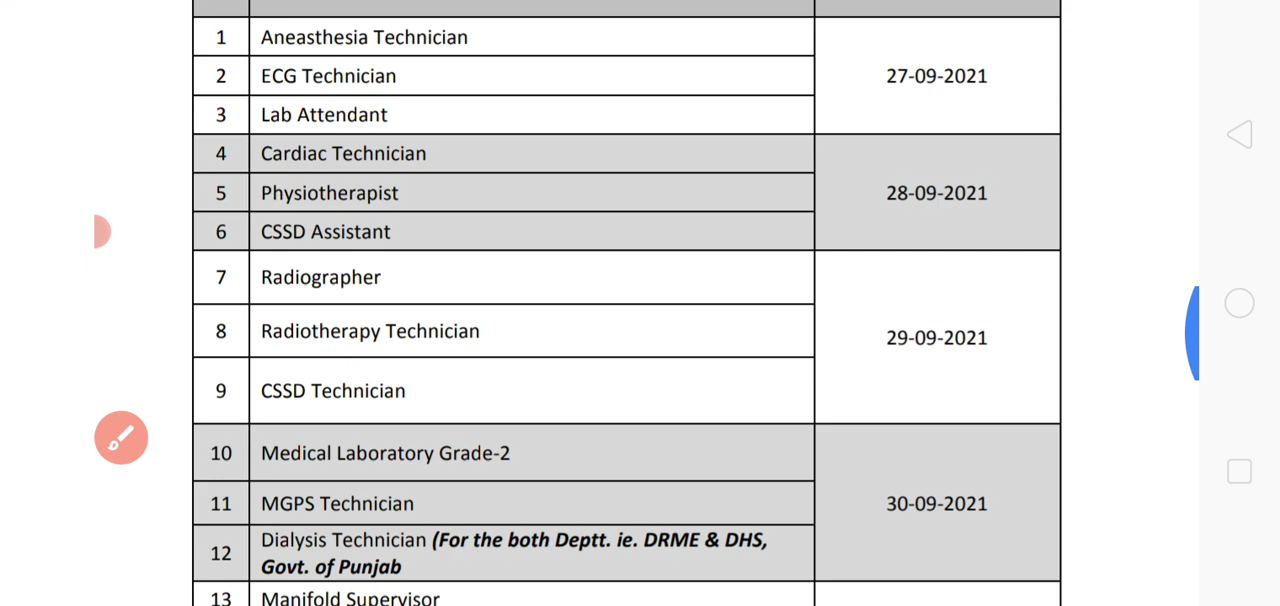 1 Aneasthesia Technician
27-09-2021
2 ECG Technician
3 Lab Attendant
4 Cardiac Technician
28-09-2021
5 Physiotherapist
6 CSSD Assistant
7 Radiographer
29-09-2021
8 Radiotherapy Technician
9 CSSD Technician
10 Medical Laboratory Grade-2
30-09-2021
11 MGPS Technician
12 Dialysis Technician (For the both Deptt. ie. DRME & DHS,
Govt. of Punjab
13 Manifold Supervisor